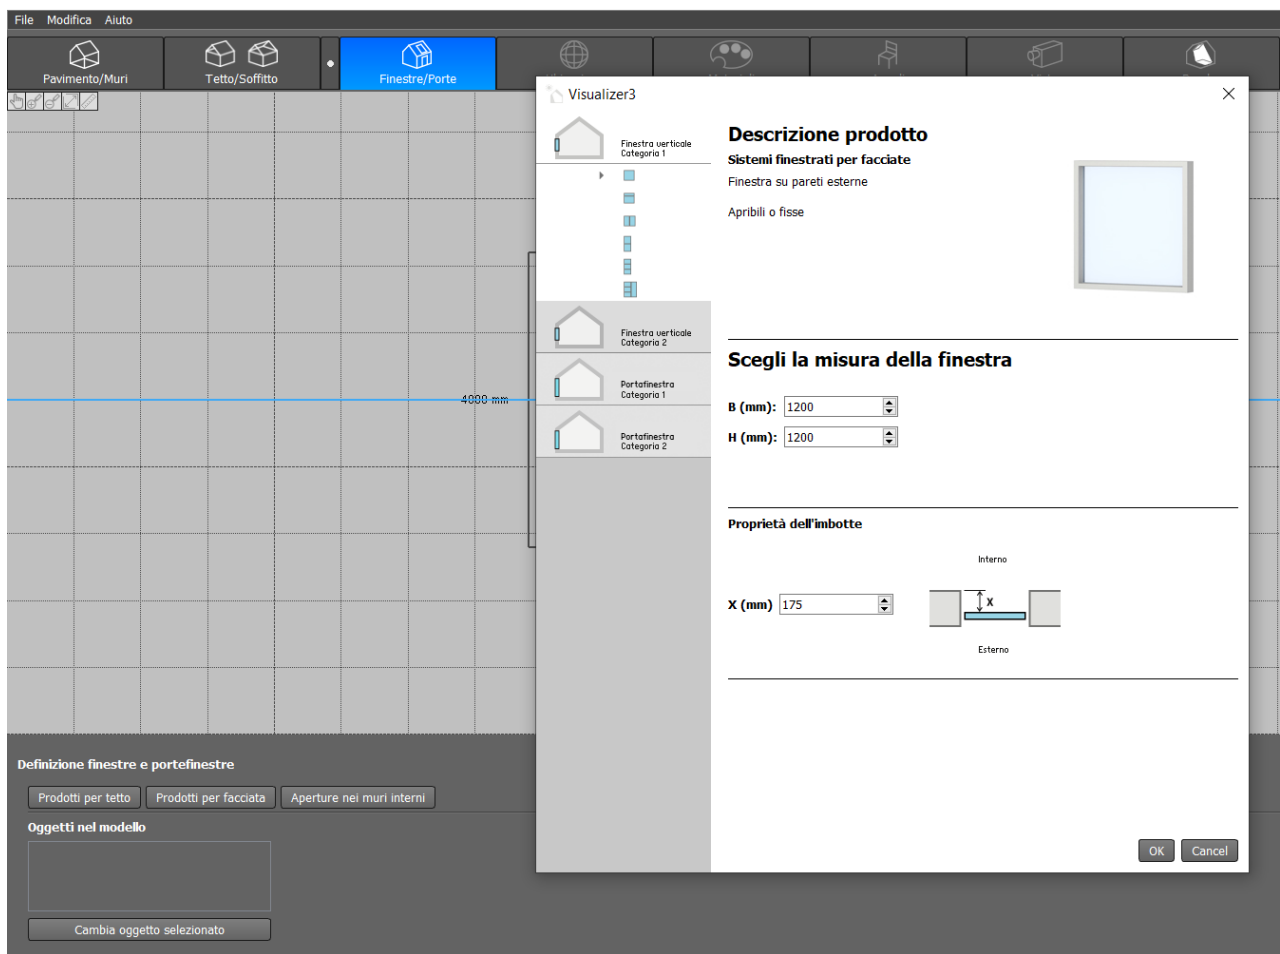 File Modifica Aiuto
Pavimento/Muri
Tetto/Soffitto
Finestre/Porte
Visualizer3
Finestra verticale
Categoria 1
Finestra verticale
Categoria 2
Portafinestra
Categoria 1
Portafinestra
Categoria 2
Descrizione prodotto
Sistemi finestrati per facciate
Finestra su pareti esterne
Apribili o fisse
Scegli la misura della finestra
B (mm): 1200
H (mm): 1200
Proprietà dell'imbotte
Interno
X (mm) 175
X
Esterno
OK Cancel
4000 mm
Definizione finestre e portefinestre
Prodotti per tetto Prodotti per facciata Aperture nei muri interni
Oggetti nel modello
Cambia oggetto selezionato